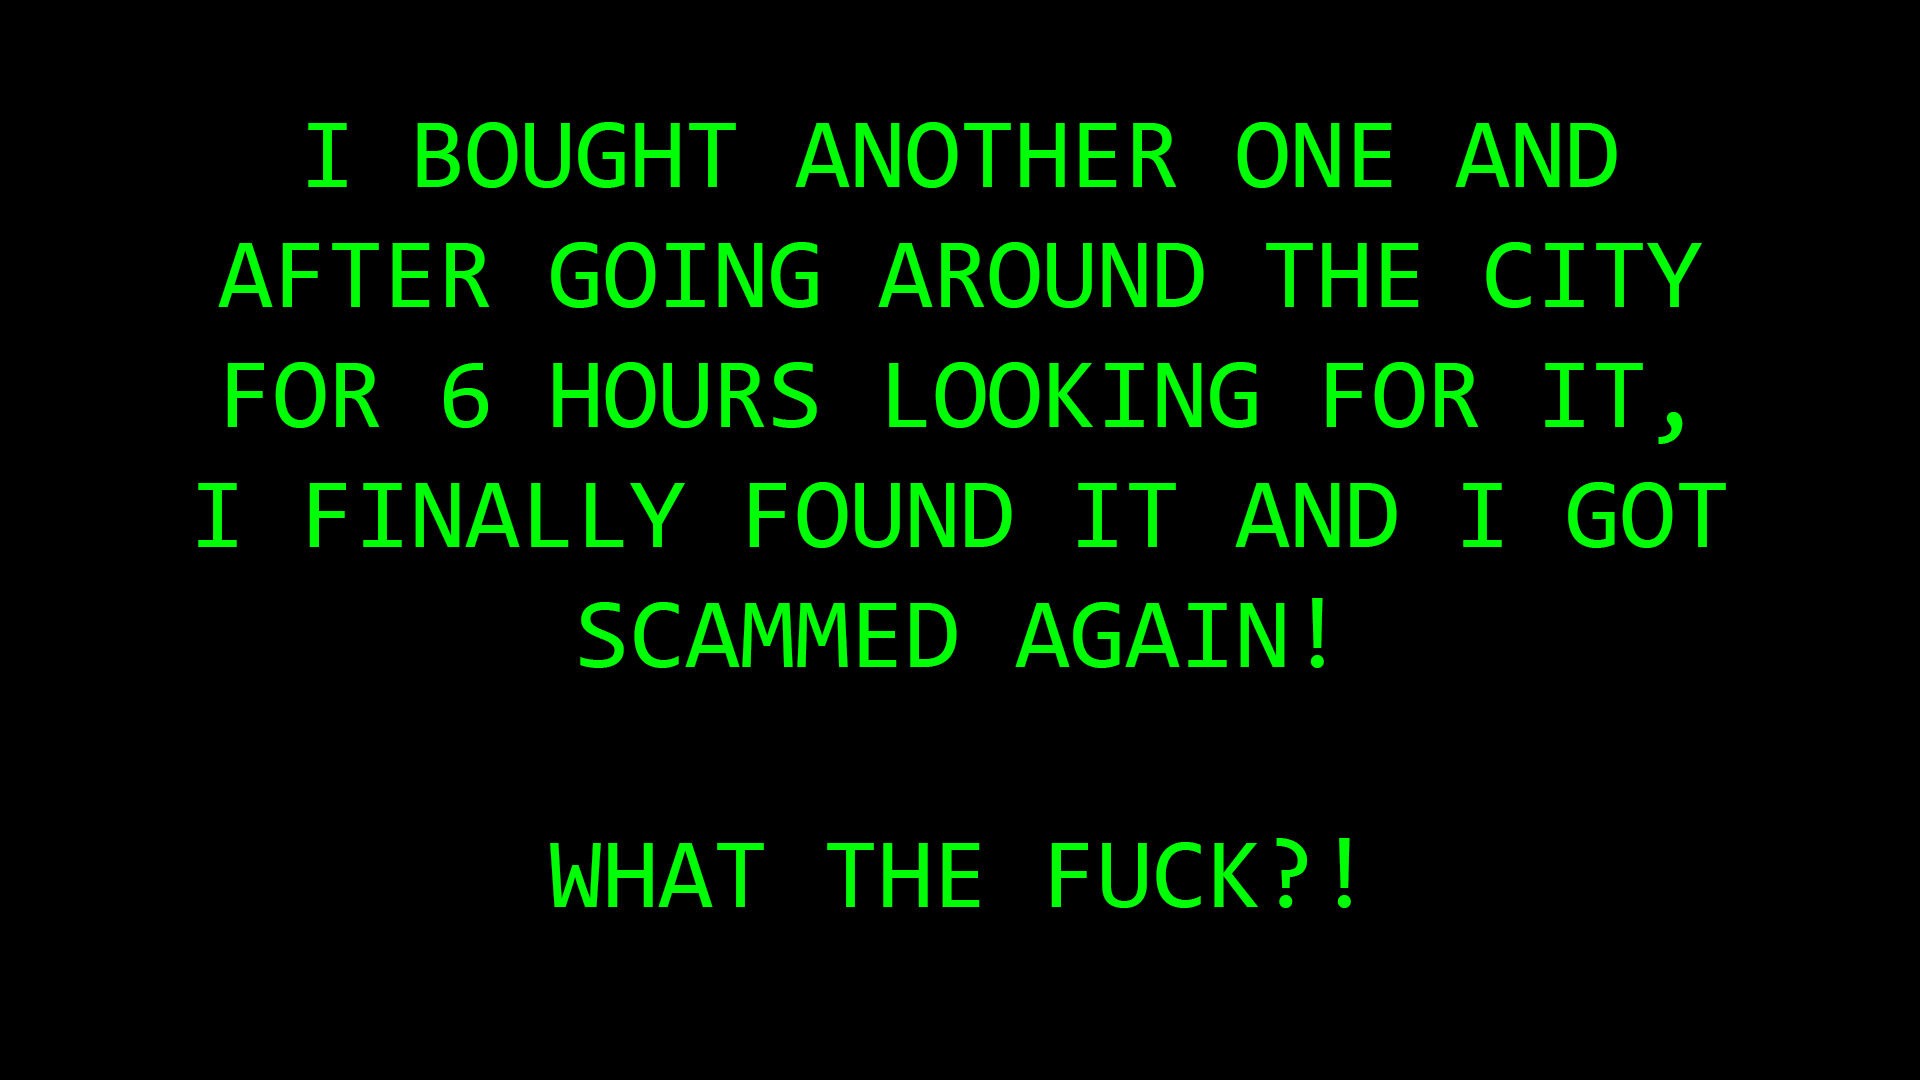 I BOUGHT ANOTHER ONE AND
AFTER GOING AROUND THE CITY
FOR 6 HOURS LOOKING FOR IT,
I FINALLY FOUND IT AND I GOT
SCAMMED AGAIN!
WHAT THE FUCK?!